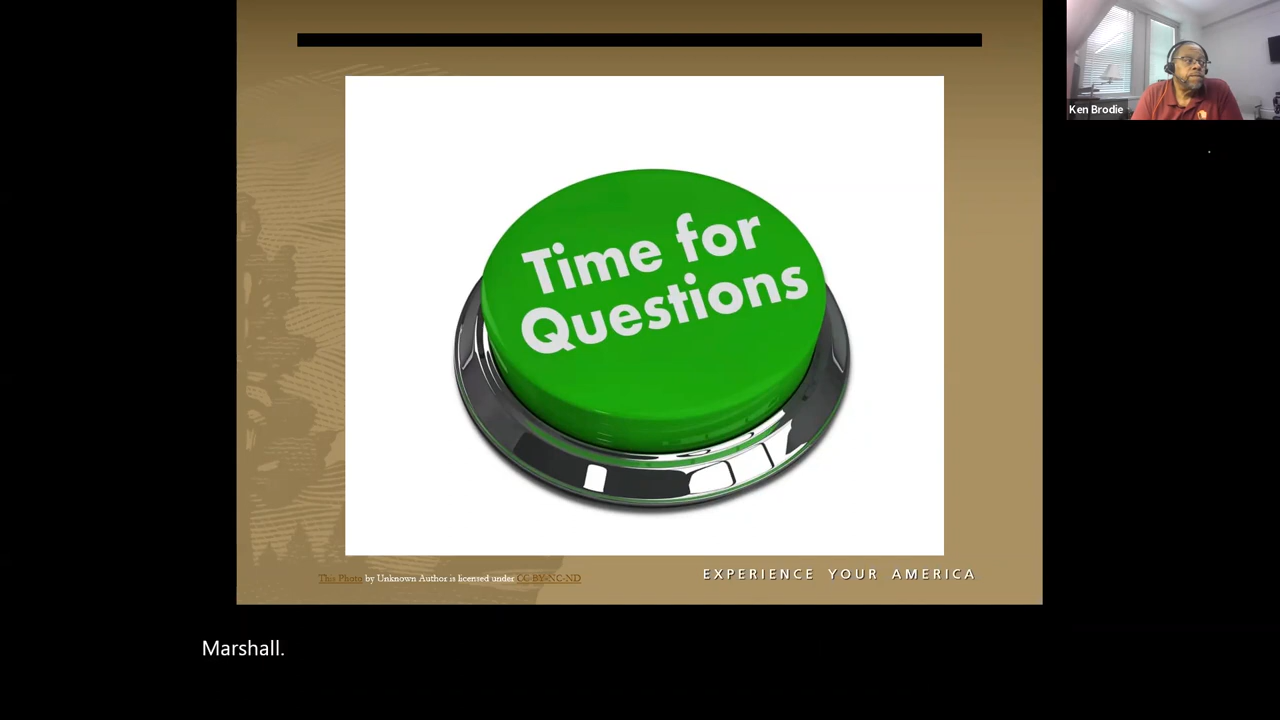 Time for
Questions
Ken Brodie
This Photo by Unknown Author is licensed under CC BY-NC-ND
EXPERIENCE YOUR AMERICA
Marshall.